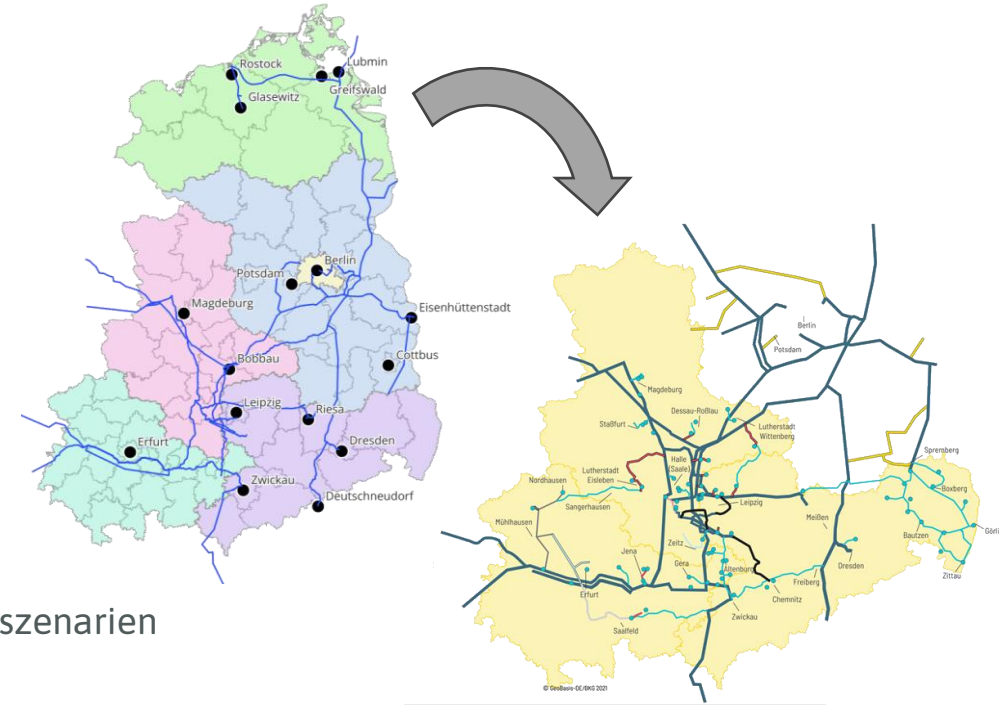 Rostock
Lubmin
Greifswald
Glasewitz
Berlin
Potsdam
Magdeburg
Eisenhüttenstadt
Bobbau
Cottbus
Leipzig
Riesa
Erfurt
Dresden
Zwickau
Deutschneudorf
szenarien
Berlin
Potsdam
Magdeburg
Dessau-Roßlau
Staßfurt
Lutherstadt
Wittenberg
Halle
(Saale)
Spremberg
Lutherstadt
Eisleben
Nordhausen
Sangerhausen
Boxberg
Leipzig
Mühlhausen
Meißen
Görli
Bautzen
Zeitz
Jena
Gera
Altenburg
Dresden
Zittau
Freiberg
Erfurt
Chemnitz
Zwickau
Saalfeld
© GeoBasis-DE/BKG 2021